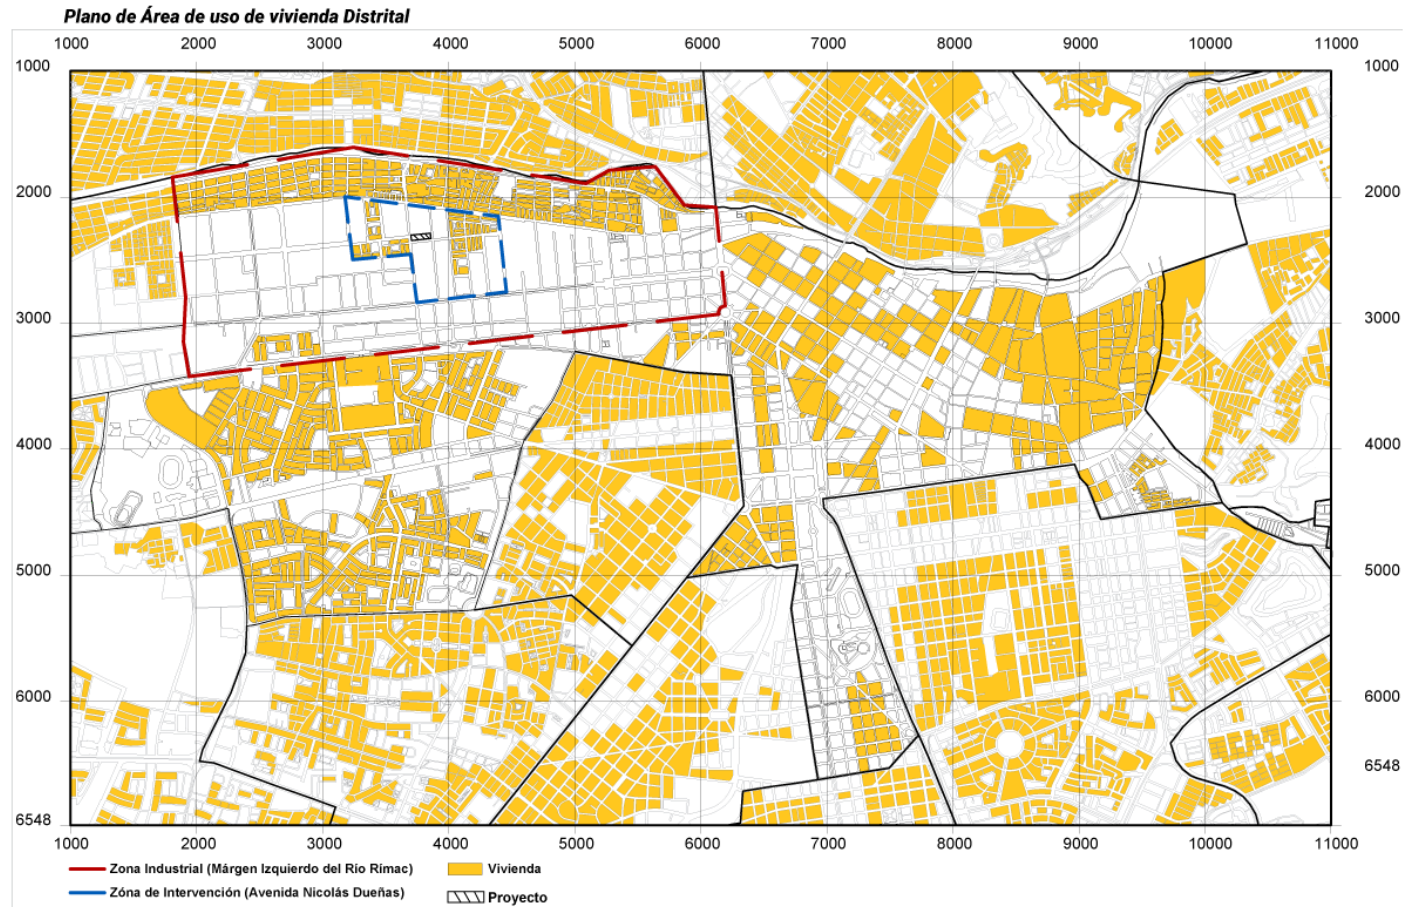 Plano de Área de uso de vivienda Distrital
1000 2000 3000 4000 5000 6000 7000 8000 9000 10000 11000
1000 1000
2000 2000
3000 3000
4000 4000
5000 5000
6000 6000
6548
6548
1000 2000 3000 4000 5000 6000 7000 8000 9000 10000 11000
Zona Industrial (Márgen Izquierdo del Río Rímac) Vivienda
Zóna de Intervención (Avenida Nicolás Dueñas) Proyecto